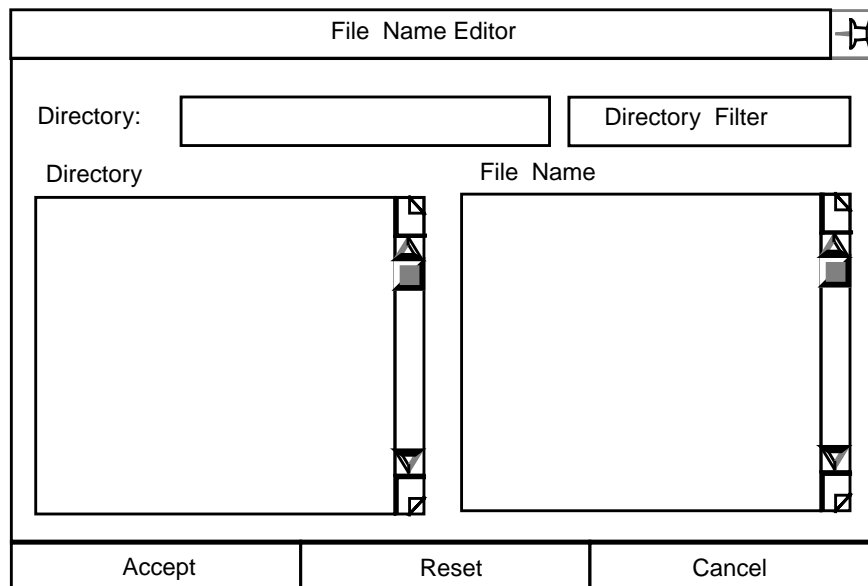 File Name Editor
Directory:
Directory Filter
Directory
File Name
Accept
Reset
Cancel